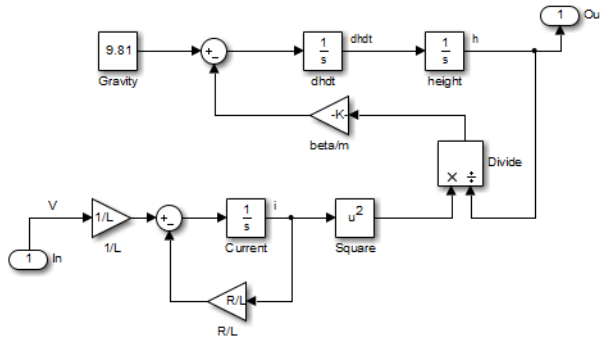 1
Ou
9.81
Gravity
+
−
1
s
dhdt
dhdt
1
s
height
h
-K-
beta/m
× ÷
Divide
V
1
In
1/L
1/L
+
−
1
s
Current
i
u2
Square
R/L
R/L